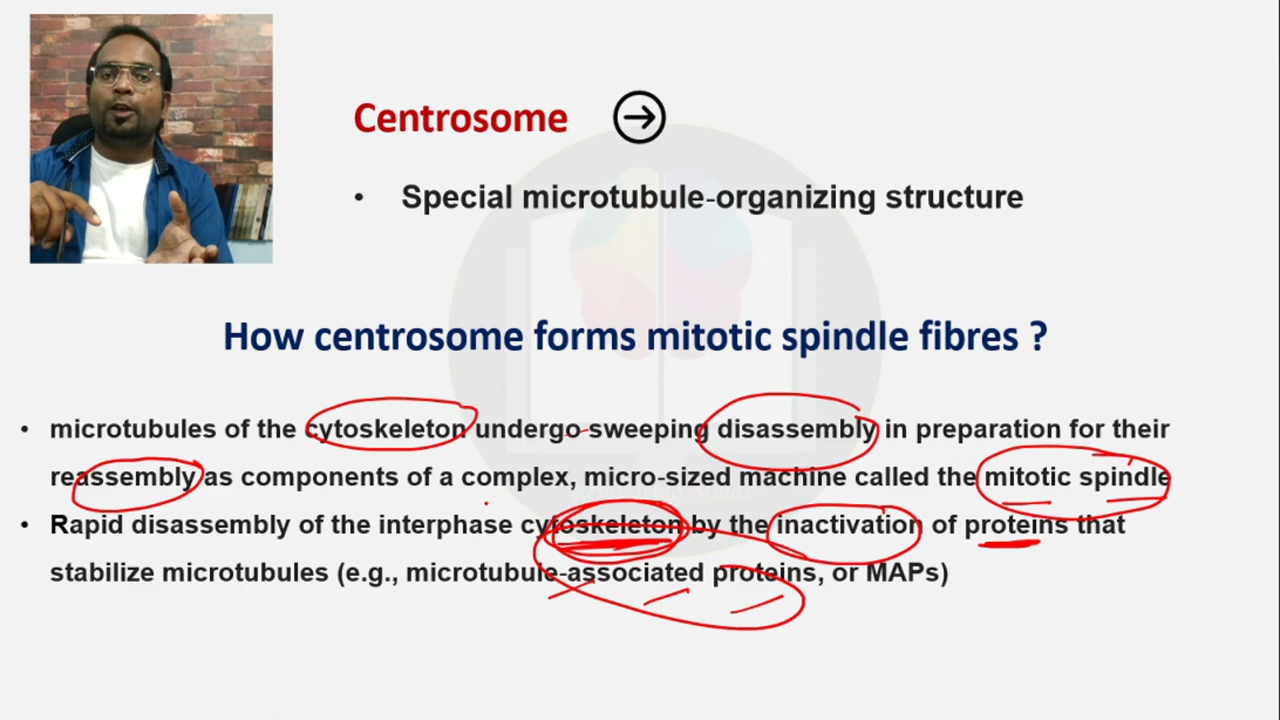 Centrosome
• Special microtubule-organizing structure
How centrosome forms mitotic spindle fibres ?
• microtubules of the cytoskeleton undergo sweeping disassembly in preparation for their
reassembly as components of a complex, micro-sized machine called the mitotic spindle
• Rapid disassembly of the interphase cytoskeleton by the inactivation of proteins that
stabilize microtubules (e.g., microtubule-associated proteins, or MAPs)